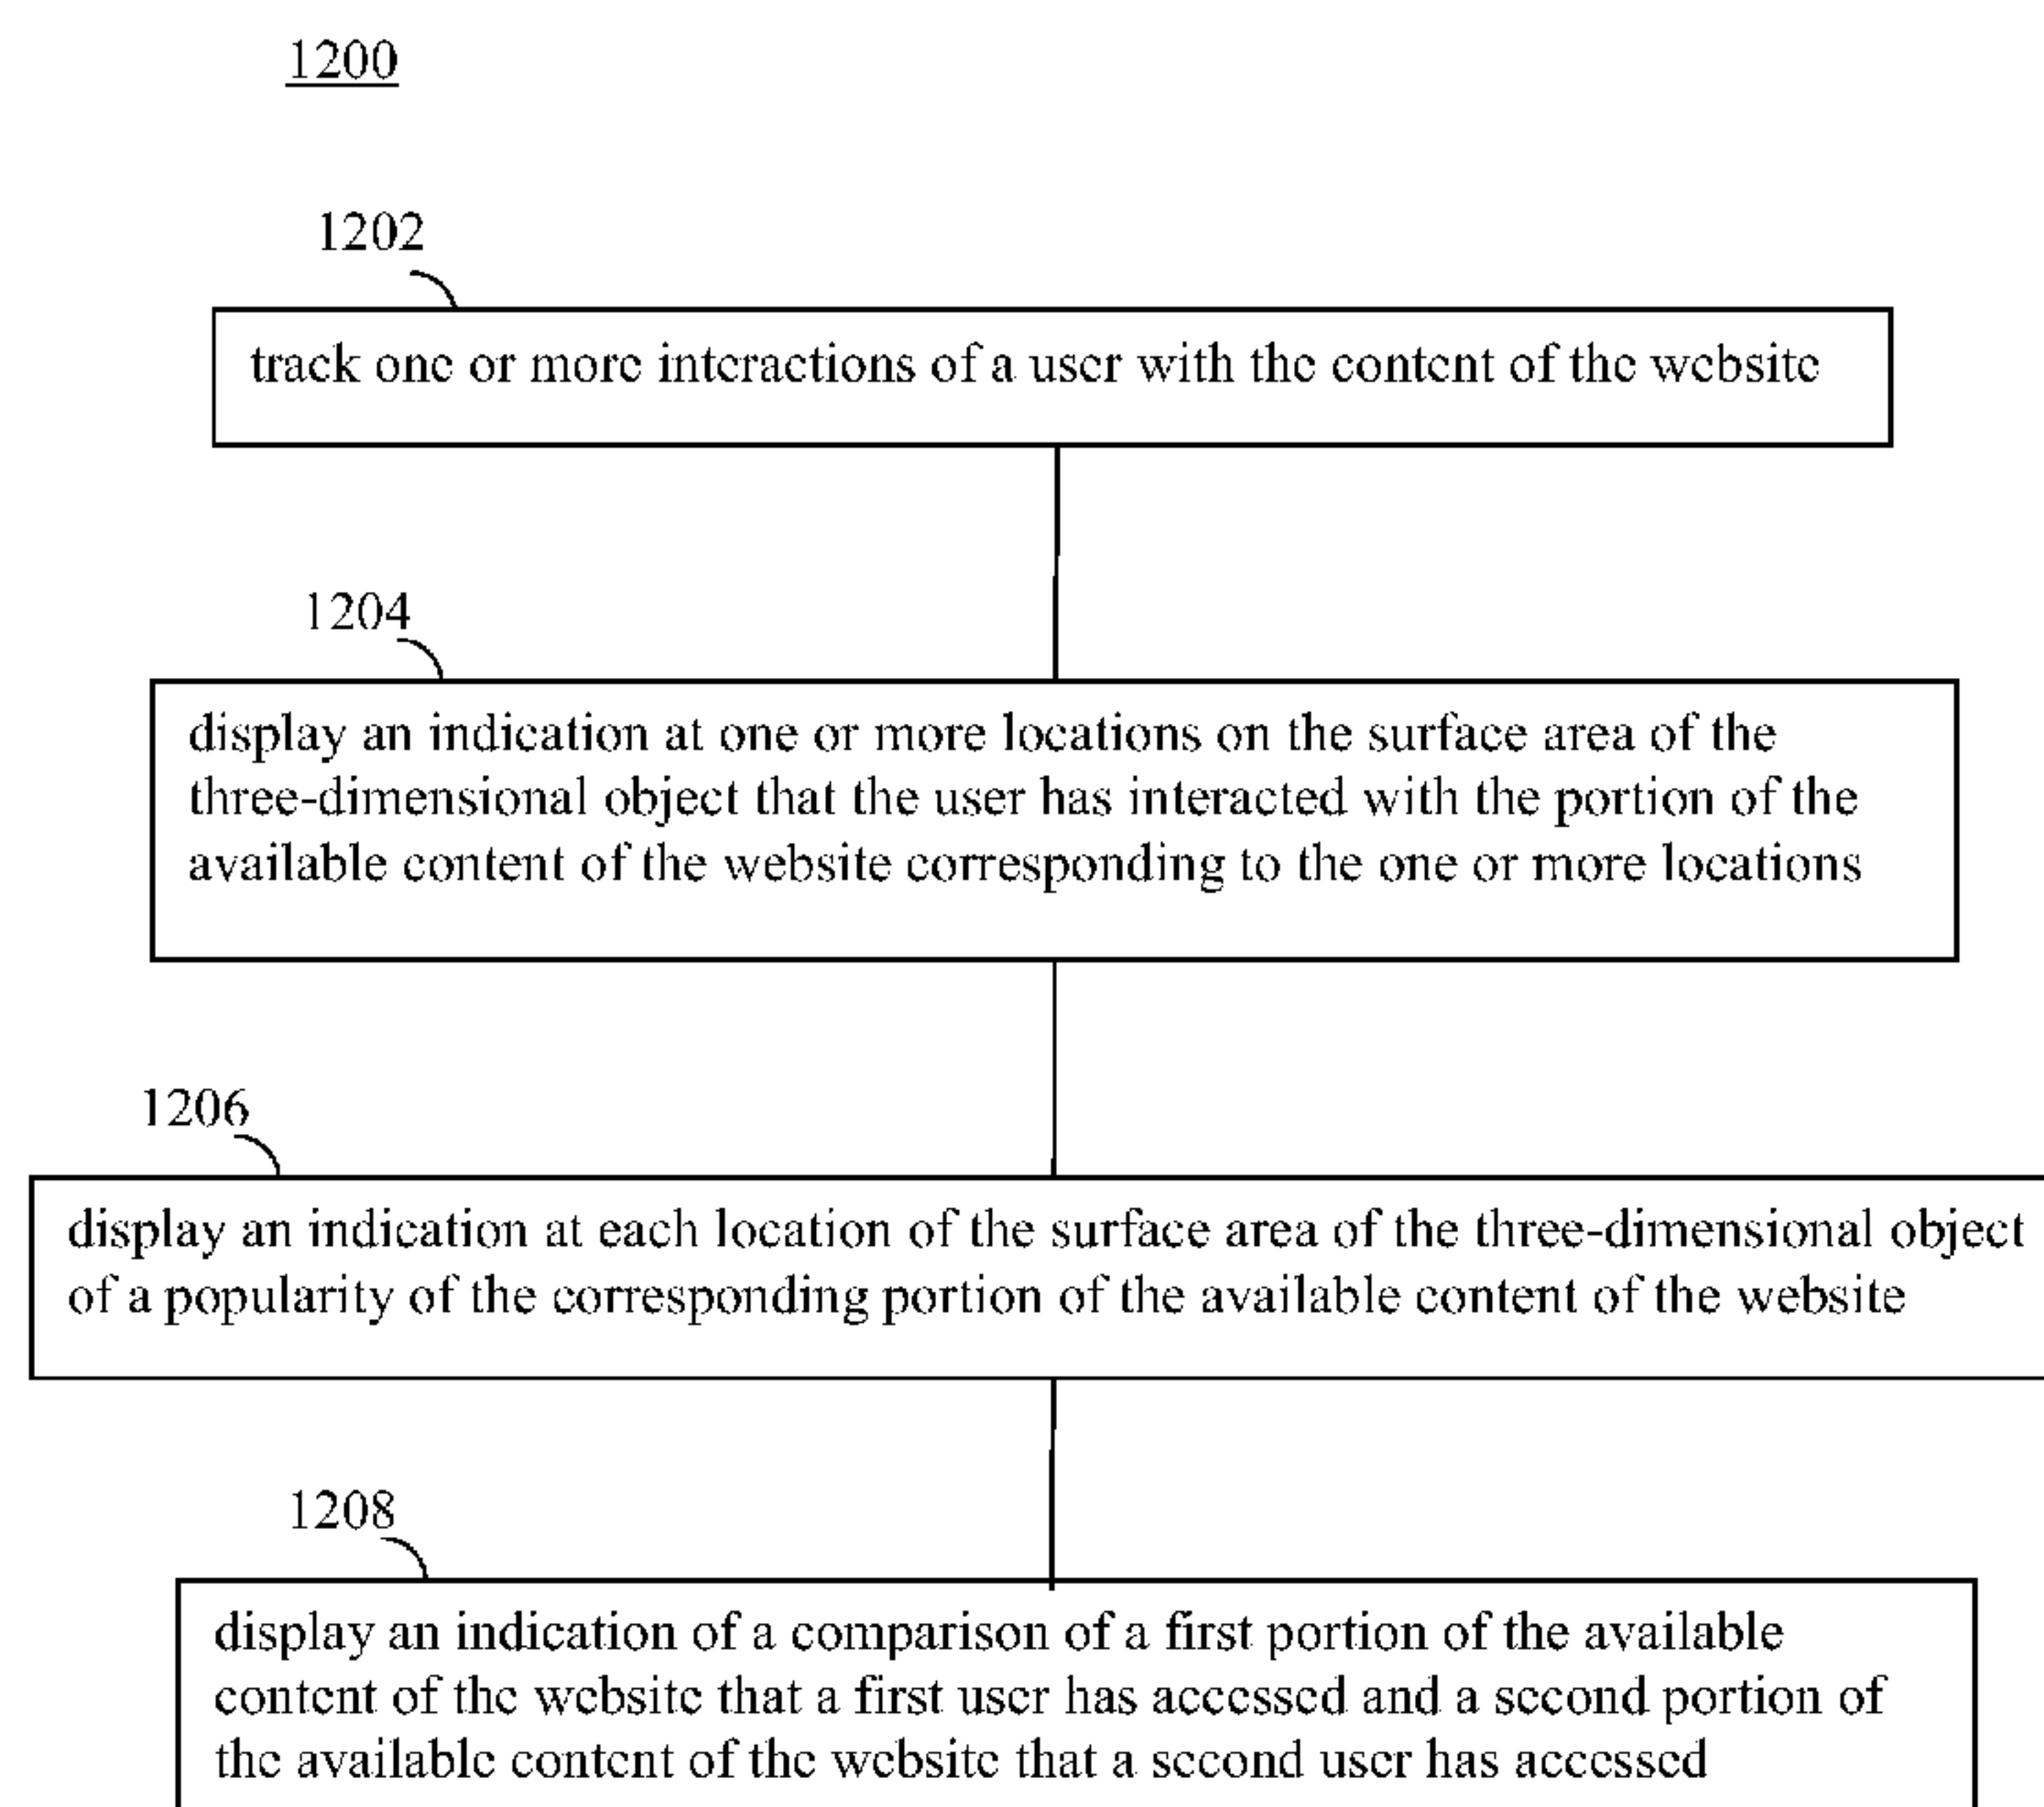 1200
1202
track one or more interactions of a user with the content of the website
1204
display an indication at one or more locations on the surface area of the
three-dimensional object that the user has interacted with the portion of the
available content of the website corresponding to the one or more locations
1206
display an indication at each location of the surface area of the three-dimensional object
of a popularity of the corresponding portion of the available content of the website
1208
display an indication of a comparison of a first portion of the available
content of the website that a first user has accessed and a second portion of
the available content of the website that a second user has accessed